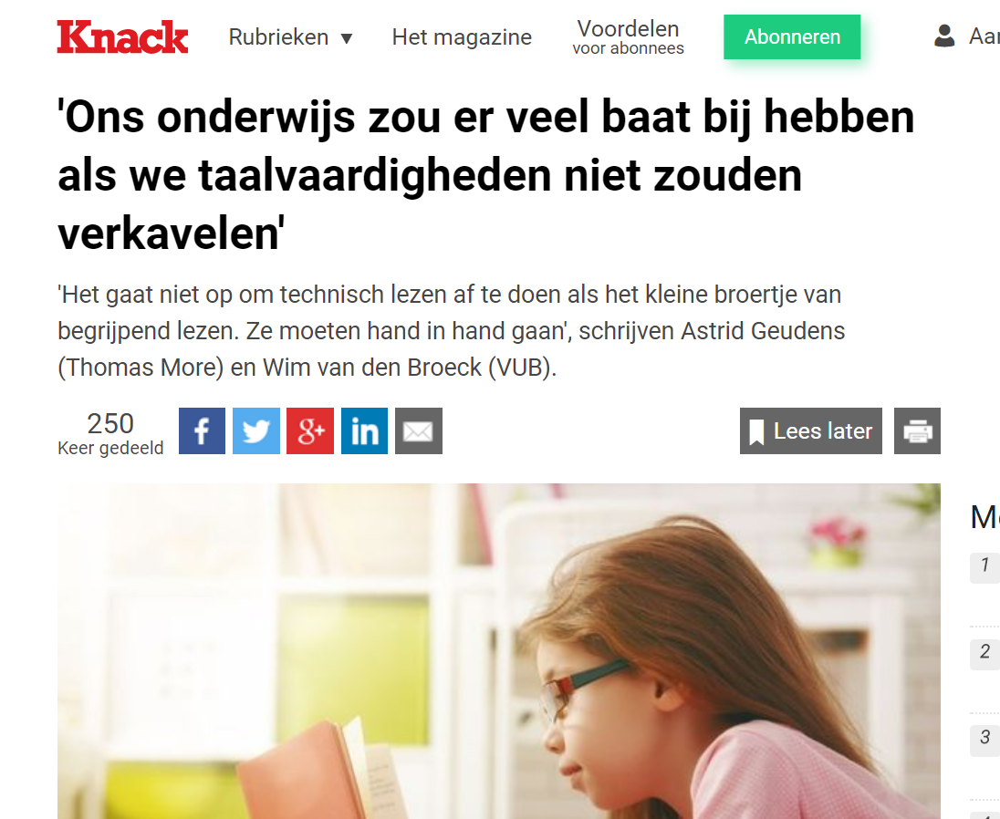 Knack
Rubrieken ▼
Het magazine
Voordelen
voor abonnees
Abonneren
'Ons onderwijs zou er veel baat bij hebben
als we taalvaardigheden niet zouden
verkavelen'
'Het gaat niet op om technisch lezen af te doen als het kleine broertje van
begrijpend lezen. Ze moeten hand in hand gaan', schrijven Astrid Geudens
(Thomas More) en Wim van den Broeck (VUB).
250
Keer gedeeld
f
g+
in
Lees later
1
2
3